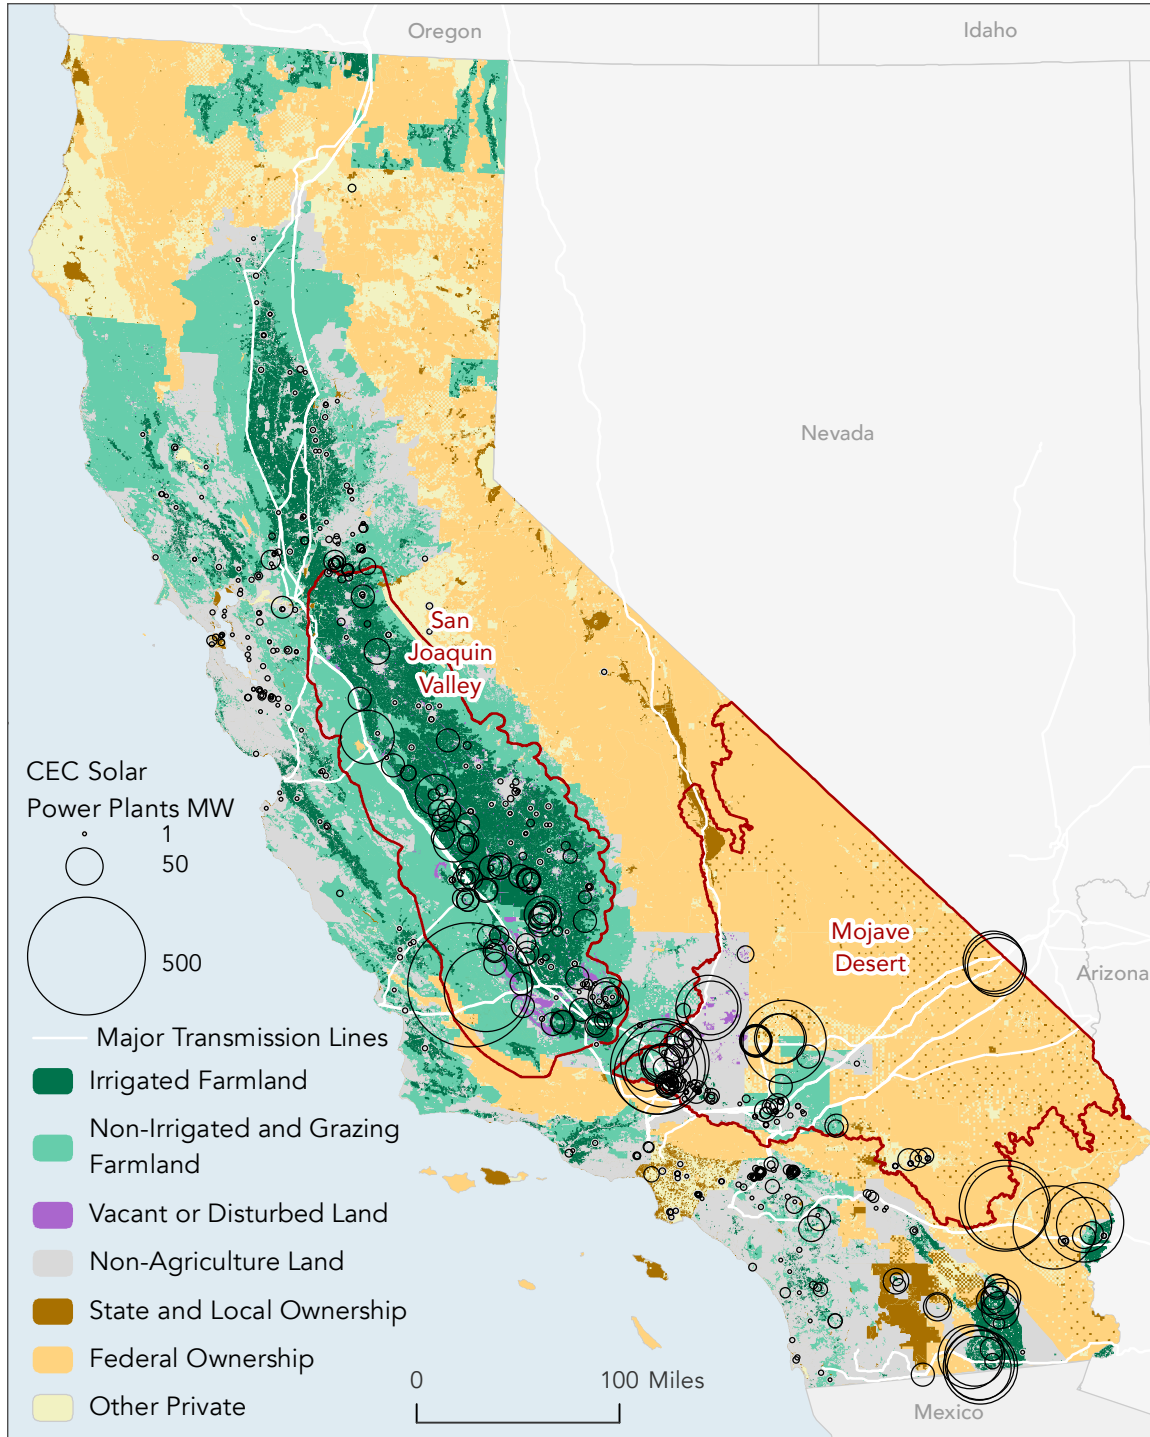 Oregon
Idaho
Nevada
San
Joaquin
Valley
CEC Solar
Power Plants MW
1
50
500
Mojave
Desert
Arizona
Major Transmission Lines
Irrigated Farmland
Non-Irrigated and Grazing
Farmland
Vacant or Disturbed Land
Non-Agriculture Land
State and Local Ownership
Federal Ownership
Other Private
0 100 Miles
Mexico